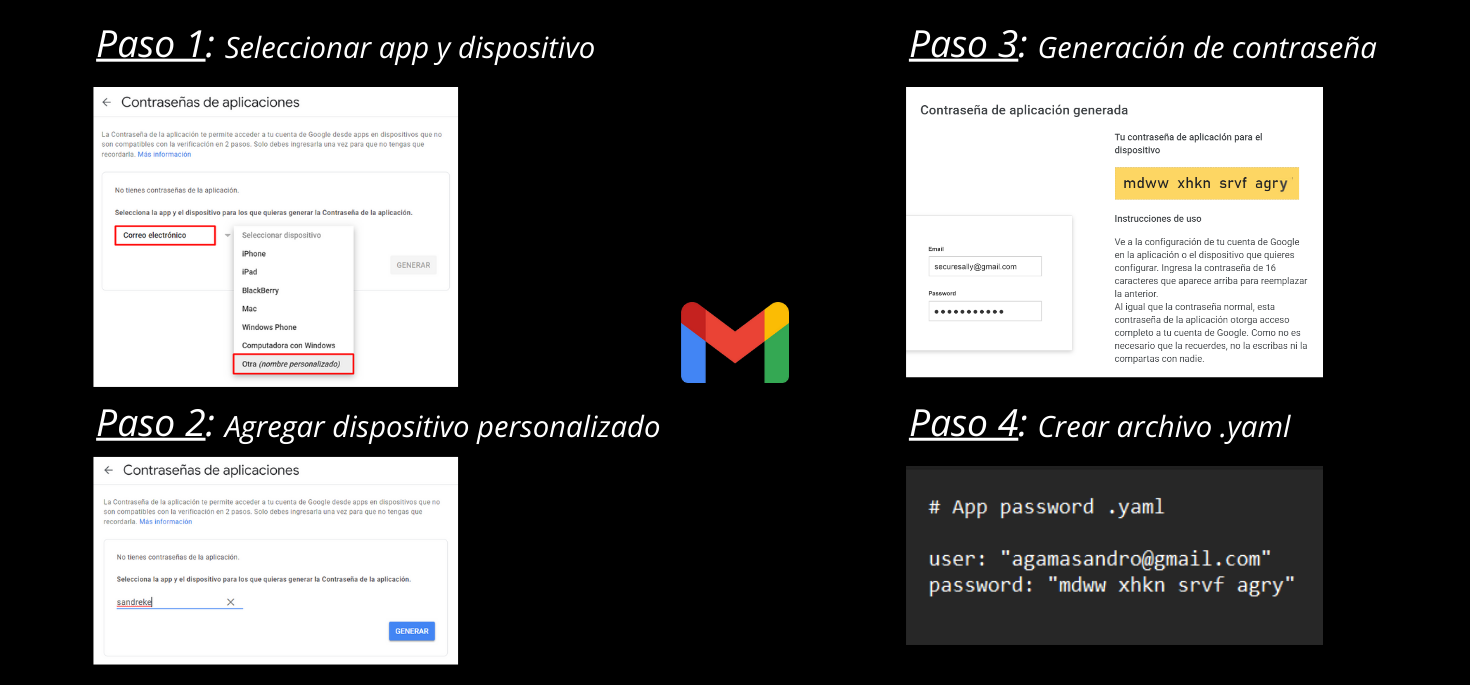 Paso 1: Seleccionar app y dispositivo
← Contraseñas de aplicaciones
La Contraseña de la aplicación te permite acceder a tu cuenta de Google desde apps en dispositivos que no
son compatibles con la verificación en 2 pasos. Solo debes ingresarla una vez para que no tengas que
recordarla. Más información
No tienes contraseñas de la aplicación.
Selecciona la app y el dispositivo para los que quieras generar la Contraseña de la aplicación.
Correo electrónico
Seleccionar dispositivo
iPhone
iPad
BlackBerry
Mac
Windows Phone
Computadora con Windows
Otra (nombre personalizado)
GENERAR
Paso 2: Agregar dispositivo personalizado
← Contraseñas de aplicaciones
La Contraseña de la aplicación te permite acceder a tu cuenta de Google desde apps en dispositivos que no
son compatibles con la verificación en 2 pasos. Solo debes ingresarla una vez para que no tengas que
recordarla. Más información
No tienes contraseñas de la aplicación.
Selecciona la app y el dispositivo para los que quieras generar la Contraseña de la aplicación.
sandreke
GENERAR
Paso 3: Generación de contraseña
Contraseña de aplicación generada
Email
securesally@gmail.com
Password
•••••••••••
Tu contraseña de aplicación para el
dispositivo
mdww xhkn srvf agry
Instrucciones de uso
Ve a la configuración de tu cuenta de Google
en la aplicación o el dispositivo que quieres
configurar. Ingresa la contraseña de 16
caracteres que aparece arriba para reemplazar
la anterior.
Al igual que la contraseña normal, esta
contraseña de la aplicación otorga acceso
completo a tu cuenta de Google. Como no es
necesario que la recuerdes, no la escribas ni la
compartas con nadie.
Paso 4: Crear archivo .yaml
# App password .yaml
user: "agamasandro@gmail.com"
password: "mdww xhkn srvf agry"